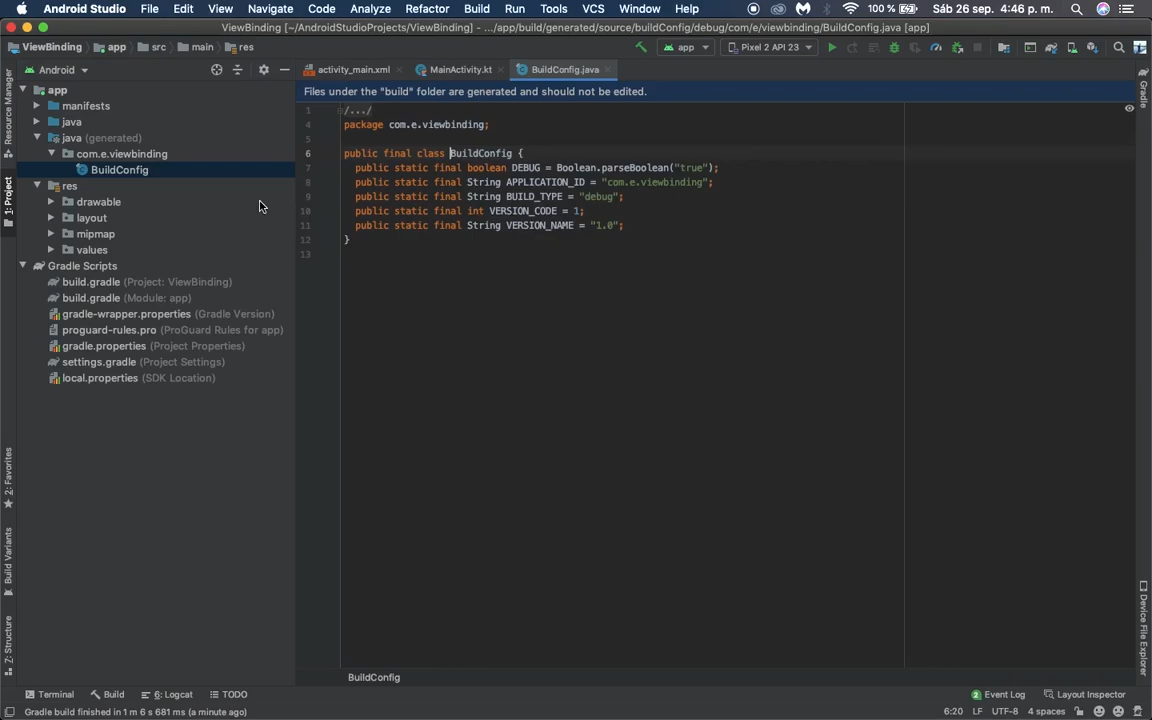 Android Studio File Edit View Navigate Code Analyze Refactor Build Run Tools VCS Window Help 100 % Sáb 26 sep. 4:46 p. m.
ViewBinding [~/AndroidStudioProjects/ViewBinding] - .../app/build/generated/source/buildConfig/debug/com/e/viewbinding/BuildConfig.java [app]
ViewBinding app src main res app Pixel 2 API 23
Android activity_main.xml MainActivity.kt BuildConfig.java
Files under the "build" folder are generated and should not be edited.
Resource Manager
1: Project
2: Favorites
Build Variants
Z: Structure
app
manifests
java
java (generated)
com.e.viewbinding
BuildConfig
res
drawable
layout
mipmap
values
Gradle Scripts
build.gradle (Project: ViewBinding)
build.gradle (Module: app)
gradle-wrapper.properties (Gradle Version)
proguard-rules.pro (ProGuard Rules for app)
gradle.properties (Project Properties)
settings.gradle (Project Settings)
local.properties (SDK Location)
1 /.../
4 package com.e.viewbinding;
5
6 public final class BuildConfig {
7 public static final boolean DEBUG = Boolean.parseBoolean("true");
8 public static final String APPLICATION_ID = "com.e.viewbinding";
9 public static final String BUILD_TYPE = "debug";
10 public static final int VERSION_CODE = 1;
11 public static final String VERSION_NAME = "1.0";
12 }
13
Gradle
Device File Explorer
BuildConfig
Terminal Build 6: Logcat TODO 2 Event Log Layout Inspector
Gradle build finished in 1 m 6 s 681 ms (a minute ago) 6:20 LF UTF-8 4 spaces